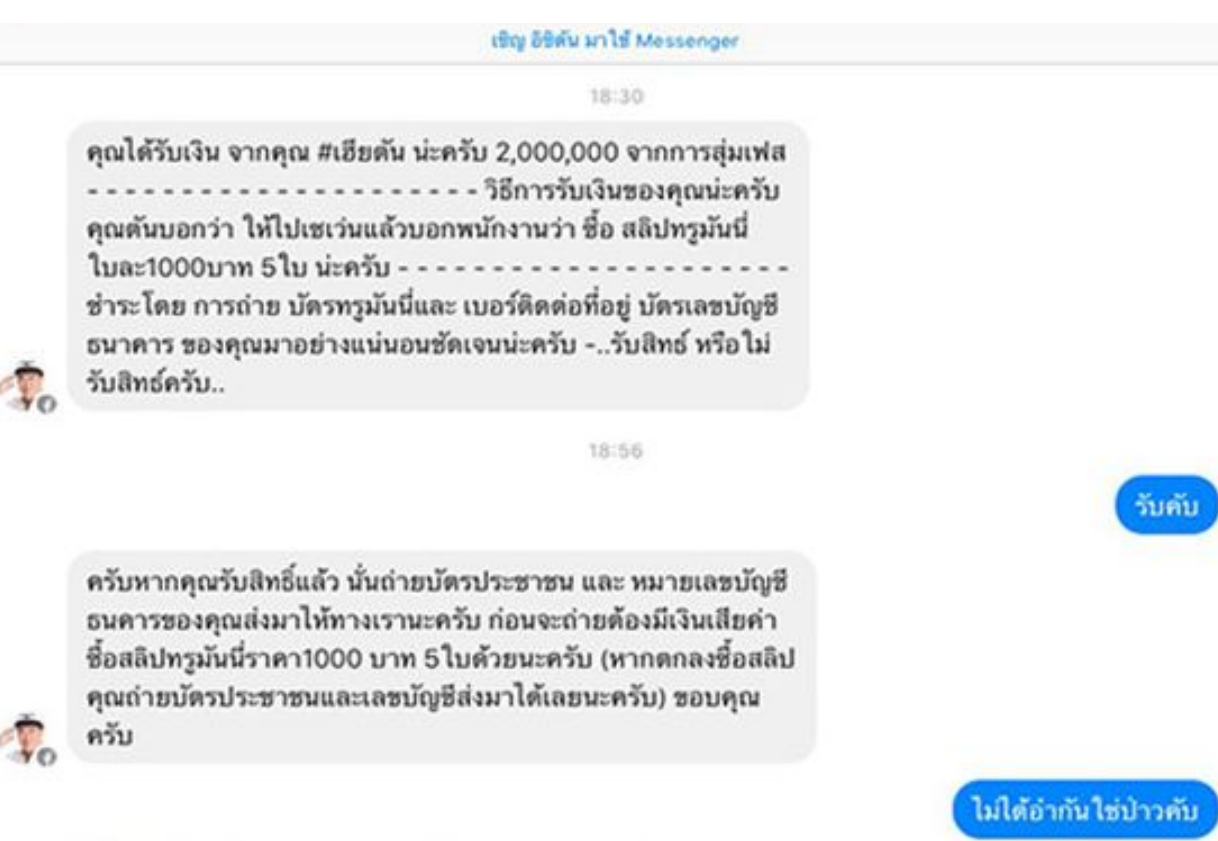 เชิญ อิชิตัน มาใช้ Messenger
18:30
คุณได้รับเงิน จากคุณ #เฮียตัน น่ะครับ 2,000,000 จากการสุ่มเฟส
- - - - - - - - - - - - - - - - - - - - - วิธีการรับเงินของคุณน่ะครับ
คุณตันบอกว่า ให้ไปเซเว่นแล้วบอกพนักงานว่า ซื้อ สลิปทรูมันนี่
ใบละ1000บาท 5ใบ น่ะครับ - - - - - - - - - - - - - - - - - - - - -
ชำระโดย การถ่าย บัตรทรูมันนี่และ เบอร์ติดต่อที่อยู่ บัตรเลขบัญชี
ธนาคาร ของคุณมาอย่างแน่นอนชัดเจนน่ะครับ -..รับสิทธ์ หรือไม่
รับสิทธ์ครับ..
18:56
รับคับ
ครับหากคุณรับสิทธิ์แล้ว นั่นถ่ายบัตรประชาชน และ หมายเลขบัญชี
ธนคารของคุณส่งมาให้ทางเรานะครับ ก่อนจะถ่ายต้องมีเงินเสียค่า
ซื้อสลิปทรูมันนี่ราคา1000 บาท 5ใบด้วยนะครับ (หากตกลงซื้อสลิป
คุณถ่ายบัตรประชาชนและเลขบัญชีส่งมาได้เลยนะครับ) ขอบคุณ
ครับ
ไม่ได้อำกันใช่ป่าวคับ